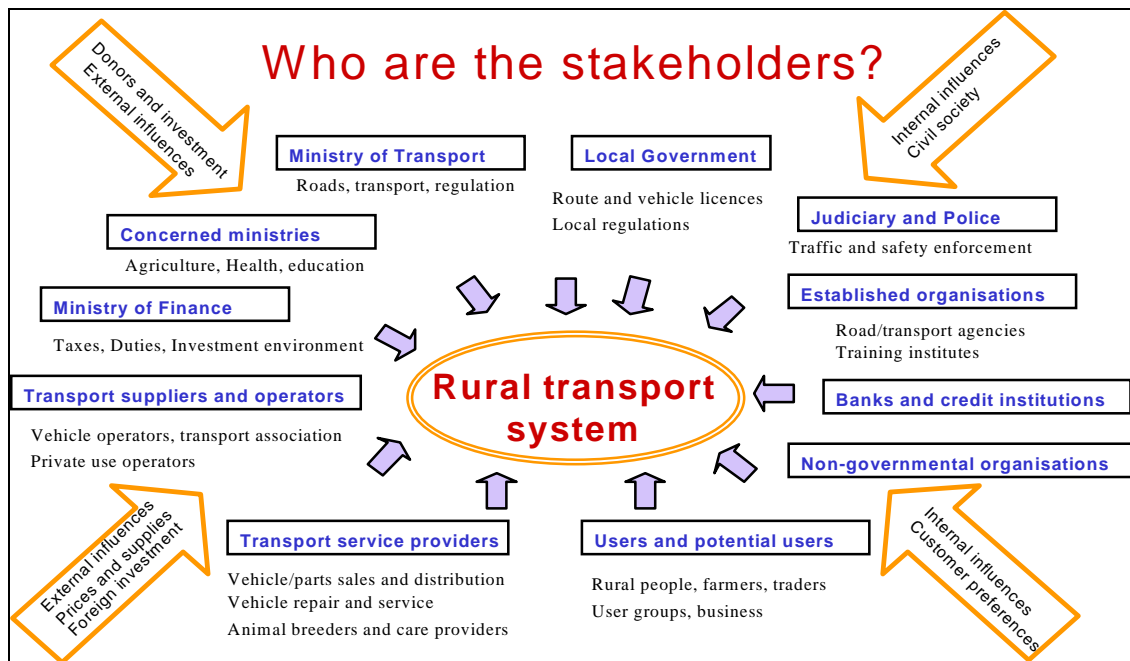 Who are the stakeholders?
Donors and investment
External influences
Internal influences
Civil society
Ministry of Transport
Roads, transport, regulation
Local Government
Route and vehicle licences
Local regulations
Concerned ministries
Agriculture, Health, education
Judiciary and Police
Traffic and safety enforcement
Ministry of Finance
Taxes, Duties, Investment environment
Established organisations
Road/transport agencies
Training institutes
Rural transport
system
Transport suppliers and operators
Vehicle operators, transport association
Private use operators
Banks and credit institutions
Non-governmental organisations
External influences
Prices and supplies
Foreign investment
Transport service providers
Vehicle/parts sales and distribution
Vehicle repair and service
Animal breeders and care providers
Users and potential users
Rural people, farmers, traders
User groups, business
Internal influences
Customer preferences